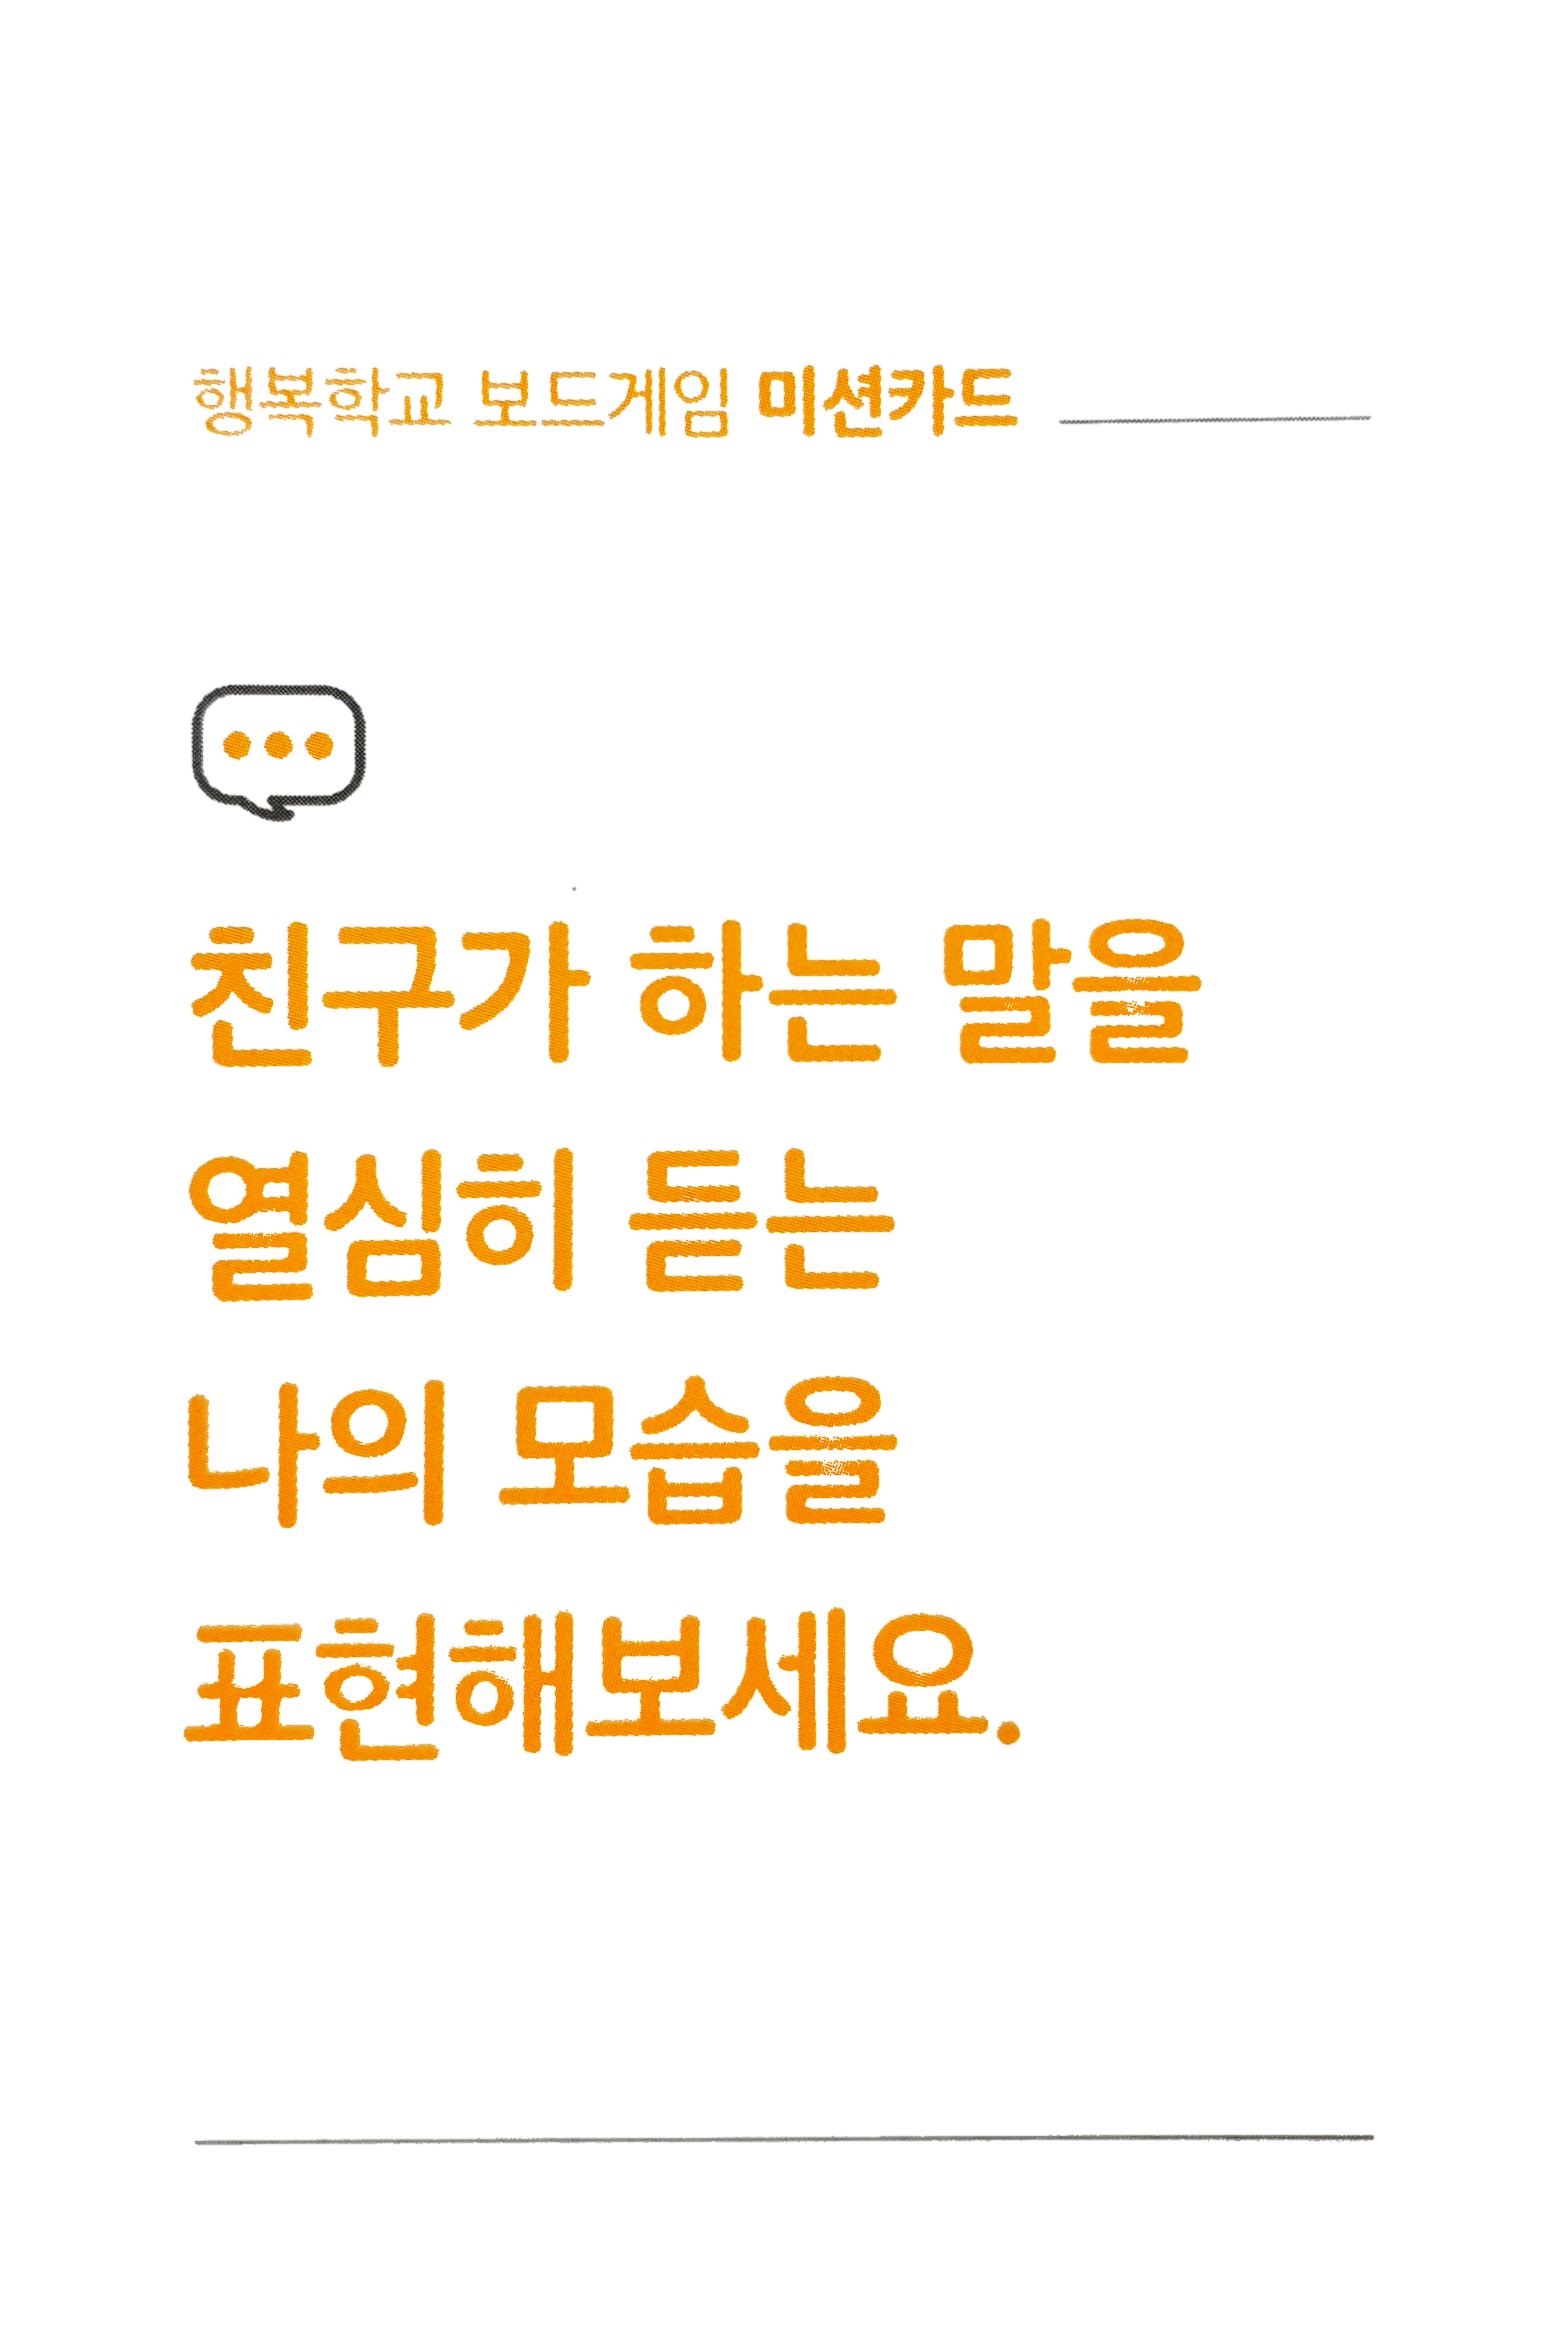 행복학교 보드게임 미션카드
친구가 하는 말을
열심히 듣는
나의 모습을
표현해보세요.